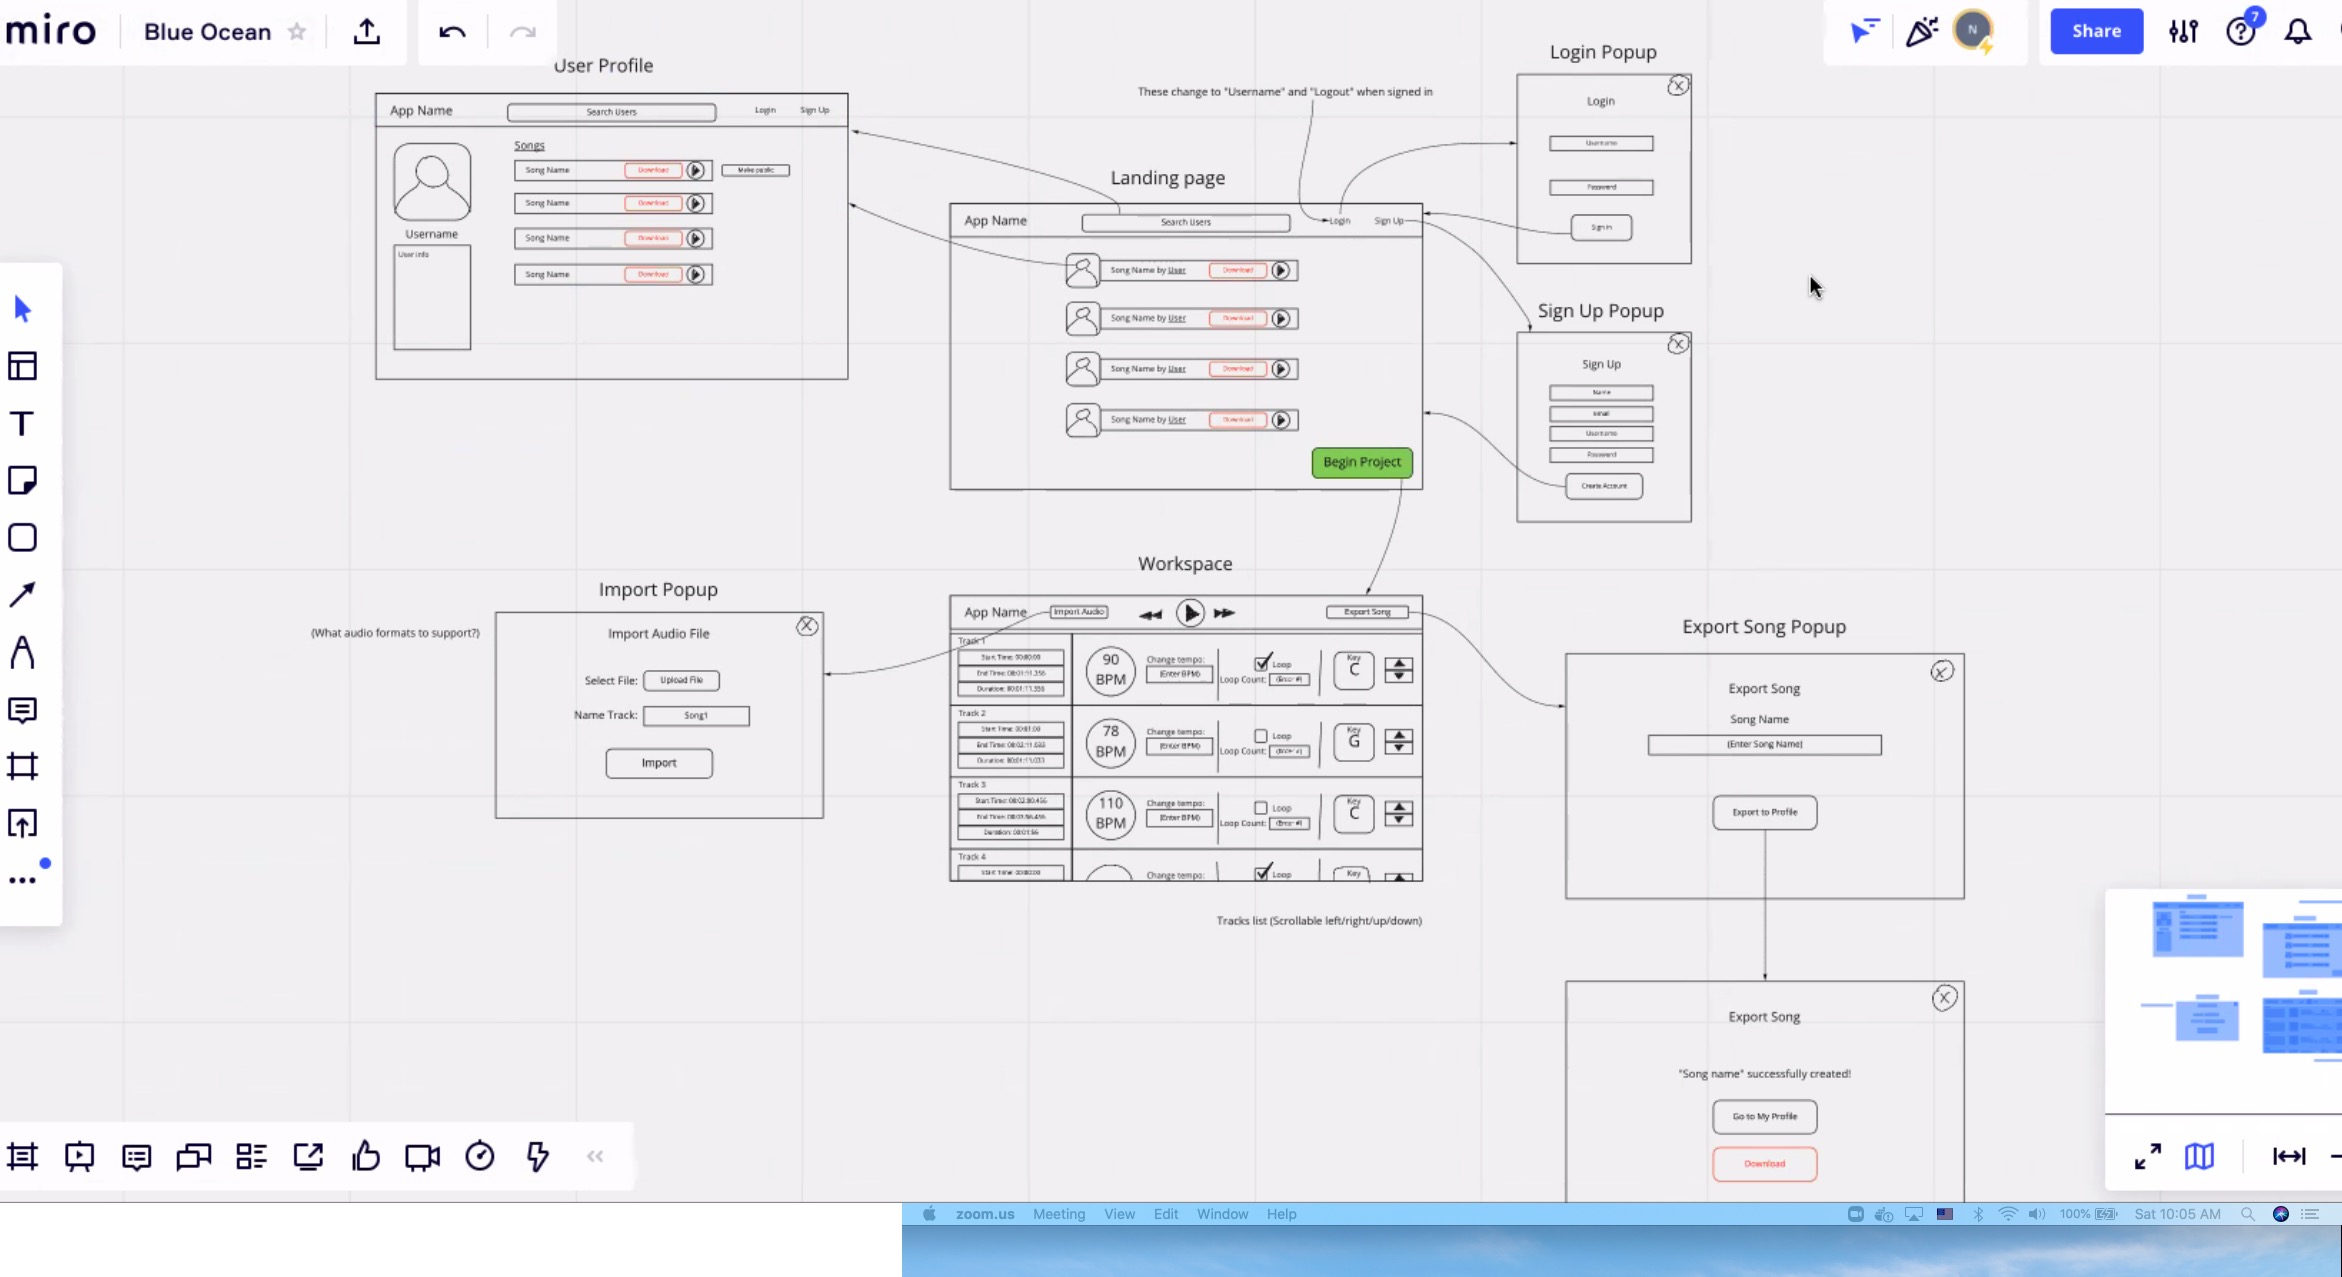 miro
Blue Ocean
N
Share
7
User Profile
App Name
Search Users
Login
Sign Up
Songs
Song Name
Download
Make public
Song Name
Download
Song Name
Download
Song Name
Download
Username
User info
These change to "Username" and "Logout" when signed in
Landing page
App Name
Search Users
Login
Sign Up
Song Name by User
Download
Song Name by User
Download
Song Name by User
Download
Song Name by User
Download
Begin Project
Login Popup
X
Login
Username
Password
Sign in
Sign Up Popup
X
Sign Up
Name
email
Username
Password
Create Account
Import Popup
(What audio formats to support?)
X
Import Audio File
Select File:
Upload File
Name Track:
Song1
Import
Workspace
App Name
Import Audio
Export Song
Track 1
Start Time: 00:00:00
End Time: 00:01:11.356
Duration: 00:01:11.356
90
BPM
Change tempo:
(Enter BPM)
Loop
Loop Count:
(Enter #)
Key
C
Track 2
Start Time: 00:01:00
End Time: 00:02:11.033
Duration: 00:01:11.033
78
BPM
Change tempo:
(Enter BPM)
Loop
Loop Count:
(Enter #)
Key
G
Track 3
Start Time: 00:02:00.456
End Time: 00:03:56.456
Duration: 00:01:56
110
BPM
Change tempo:
(Enter BPM)
Loop
Loop Count:
(Enter #)
Key
C
Track 4
Start Time: 00:00:00
Change tempo:
Loop
Key
Tracks list (Scrollable left/right/up/down)
Export Song Popup
X
Export Song
Song Name
(Enter Song Name)
Export to Profile
X
Export Song
"Song name" successfully created!
Go to My Profile
Download
zoom.us
Meeting
View
Edit
Window
Help
100%
Sat 10:05 AM